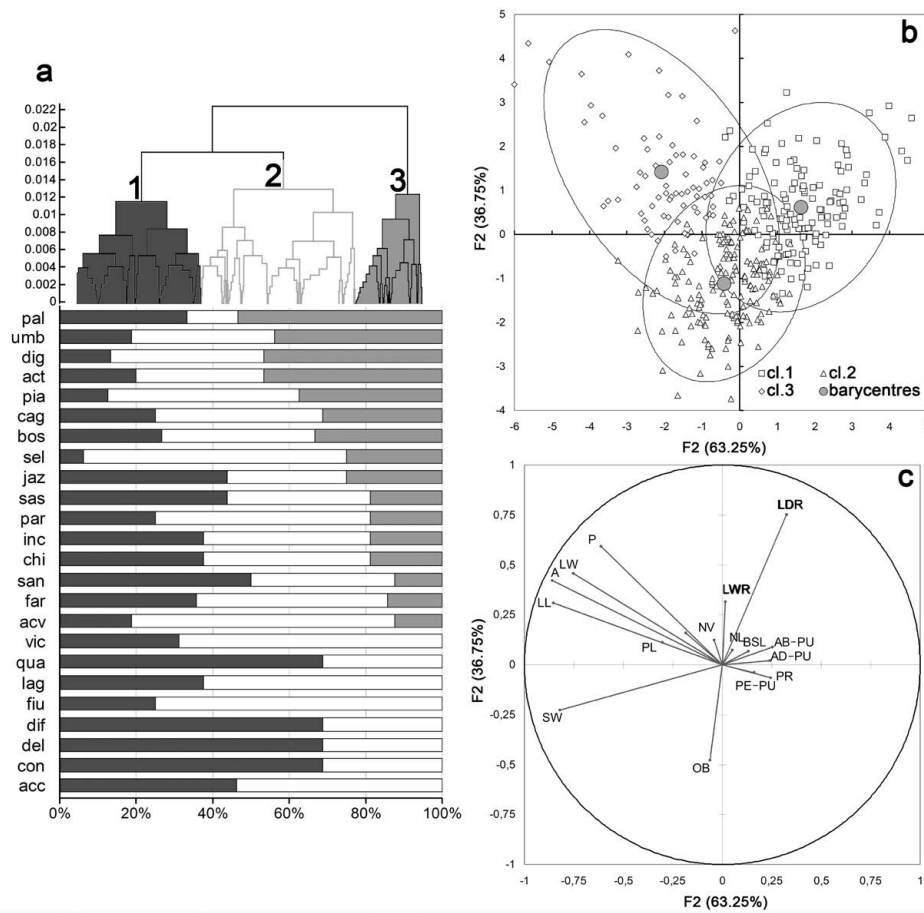 a
0.022
0.02
0.018
0.016
0.014
0.012
0.01
0.008
0.006
0.004
0.002
0
1
2
3
pal
umb
dig
act
pia
cag
bos
sel
jaz
sas
par
inc
chi
san
far
acv
vic
qua
lag
fiu
dif
del
con
acc
0% 20% 40% 60% 80% 100%
b
5
4
3
2
1
0
-1
-2
-3
-4
F2 (36.75%)
-6 -5 -4 -3 -2 -1 0 1 2 3 4
F2 (63.25%)
cl.1 cl.2
cl.3 barycentres
c
1
0,75
0,5
0,25
0
-0,25
-0,5
-0,75
-1
F2 (36.75%)
LDR
P
LW
A
LL
LWR
NV
NL
BSL
AB-PU
PL
AD-PU
PR
PE-PU
SW
OB
-1 -0,75 -0,5 -0,25 0 0,25 0,5 0,75 1
F2 (63.25%)